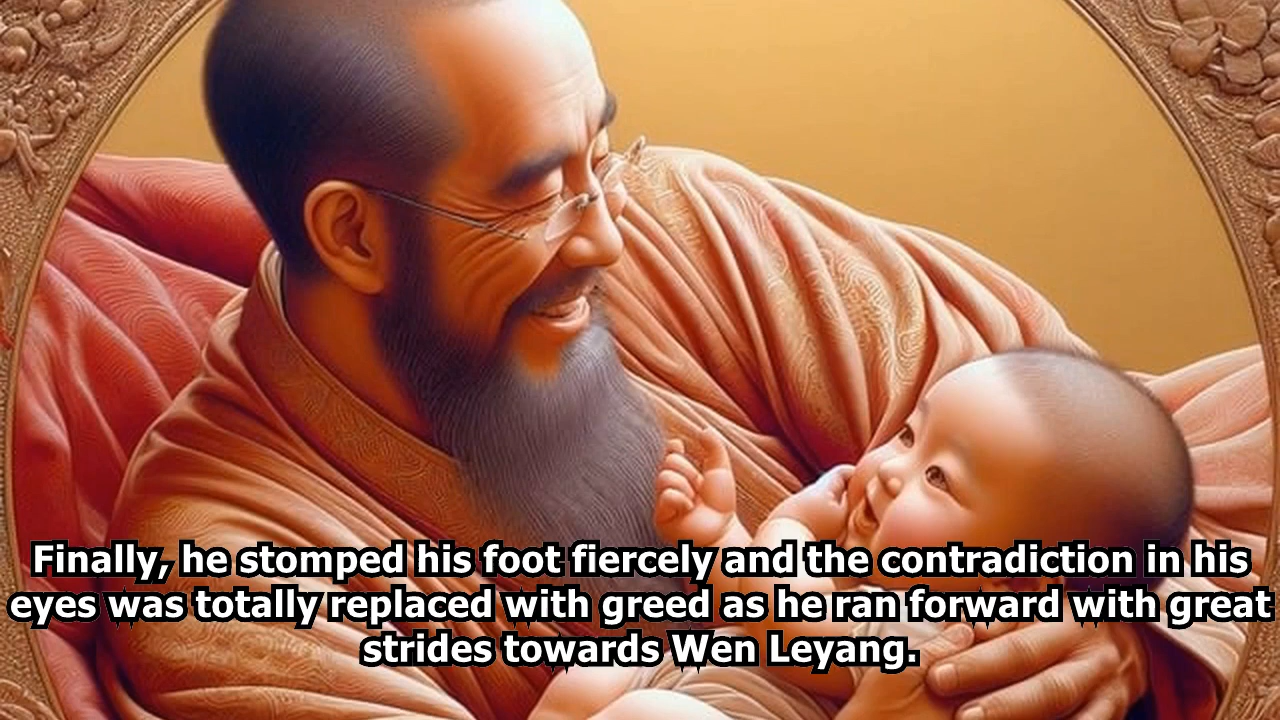 Finally, he stomped his foot fiercely and the contradiction in his
eyes was totally replaced with greed as he ran forward with great
strides towards Wen Leyang.